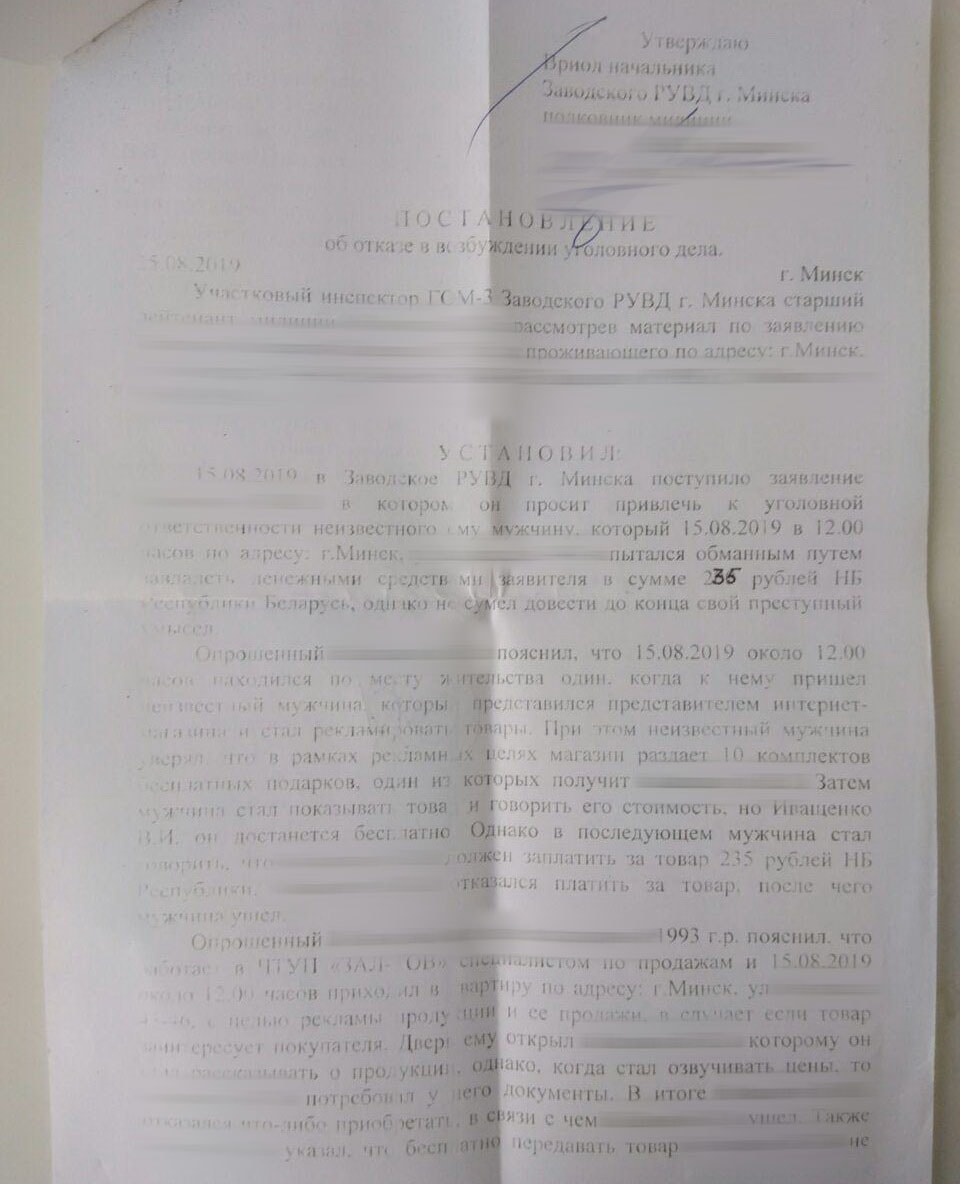 Утверждаю
Врио начальника
Заводского РУВД г. Минска
полковник милиции
ПОСТАНОВЛЕНИЕ
об отказе в возбуждении уголовного дела.
15.08.2019
г. Минск
Участковый инспектор ГСМ-3 Заводского РУВД г. Минска старший
лейтенант милиции рассмотрев материал по заявлению
проживающего по адресу: г.Минск,
УСТАНОВИЛ:
15.08.2019 в Заводское РУВД г. Минска поступило заявление
в котором он просит привлечь к уголовной
ответственности неизвестного ему мужчину, который 15.08.2019 в 12.00
часов по адресу: г.Минск, пытался обманным путем
завладеть денежными средствами заявителя в сумме 235 рублей НБ
Республики Беларусь, однако не сумел довести до конца свой преступный
умысел.
Опрошенный пояснил, что 15.08.2019 около 12.00
часов находился по месту жительства один, когда к нему пришел
неизвестный мужчина, который представился представителем интернет-
магазина и стал рекламировать товары. При этом неизвестный мужчина
уверял, что в рамках рекламных целях магазин раздает 10 комплектов
бесплатных подарков, один из которых получит Затем
мужчина стал показывать товар и говорить его стоимость, но Иващенко
В.И. он достанется бесплатно Однако в последующем мужчина стал
говорить, что должен заплатить за товар 235 рублей НБ
Республики, отказался платить за товар, после чего
мужчина ушел.
Опрошенный 1993 г.р. пояснил, что
работает в ЧТУП специалистом по продажам и 15.08.2019
около 12.00 часов приходил в квартиру по адресу: г.Минск, ул
с целью рекламы продукции и ее продажи, в случает если товар
заинтересует покупателя. Дверь ему открыл которому он
стал рассказывать о продукции, однако, когда стал озвучивать цены, то
потребовал у него документы. В итоге
отказался что-либо приобретать, в связи с чем ушел. Также
указал, что бесплатно передавать товар не